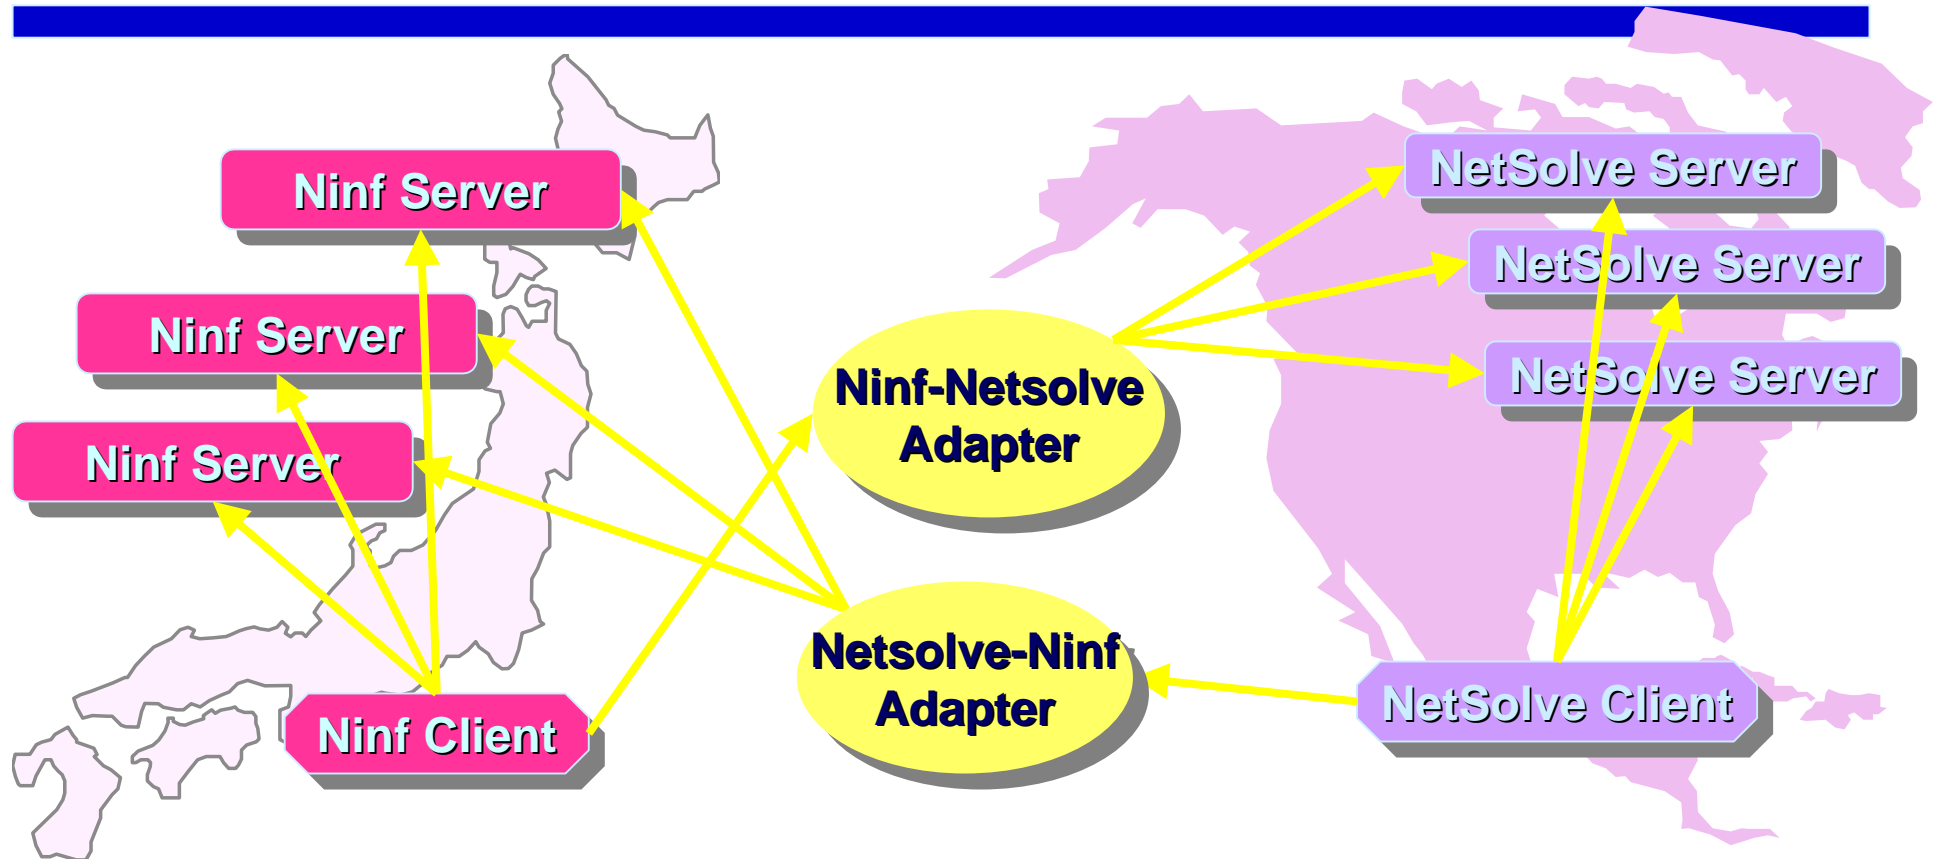 Ninf Server
Ninf Server
Ninf Server
Ninf Client
Ninf-Netsolve
Adapter
Netsolve-Ninf
Adapter
NetSolve Server
NetSolve Server
NetSolve Server
NetSolve Client